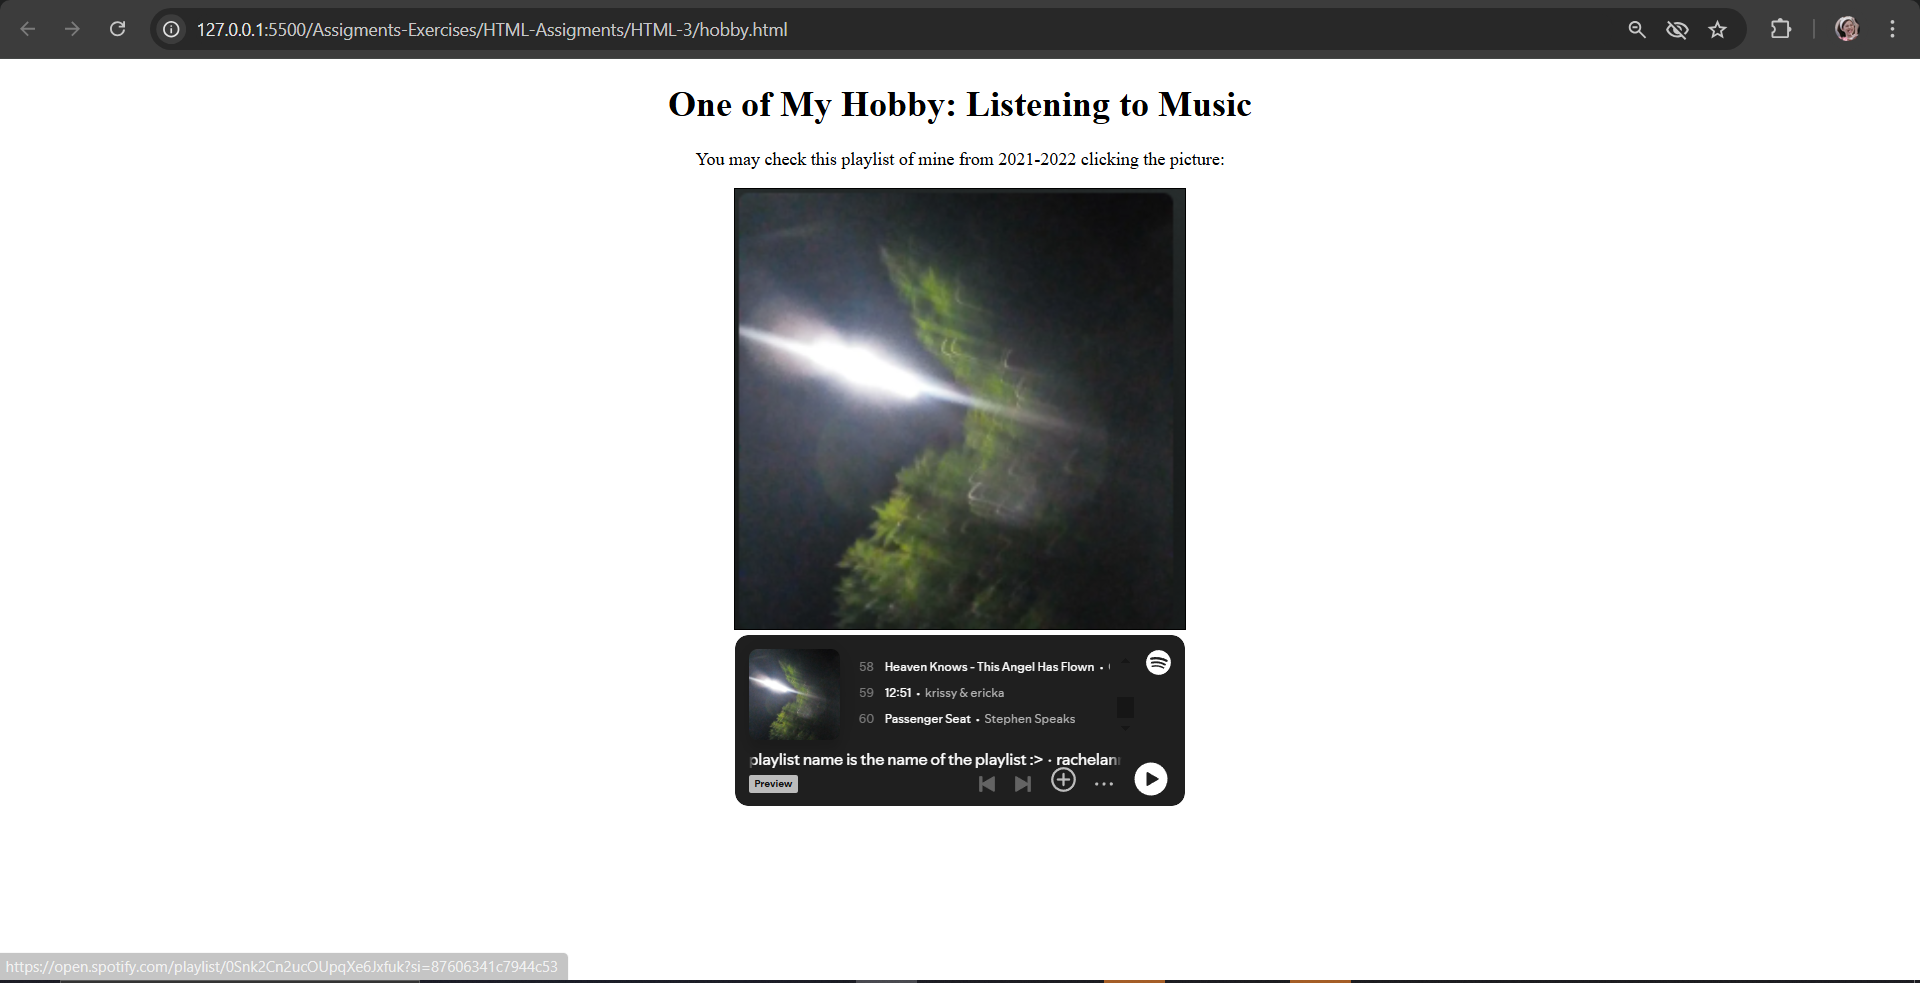 127.0.0.1:5500/Assigments-Exercises/HTML-Assigments/HTML-3/hobby.html
One of My Hobby: Listening to Music
You may check this playlist of mine from 2021-2022 clicking the picture:
58 Heaven Knows - This Angel Has Flown •
59 12:51 • krissy & ericka
60 Passenger Seat • Stephen Speaks
playlist name is the name of the playlist :> · rachelann
Preview
https://open.spotify.com/playlist/0Snk2Cn2ucOUpqXe6Jxfuk?si=87606341c7944c53